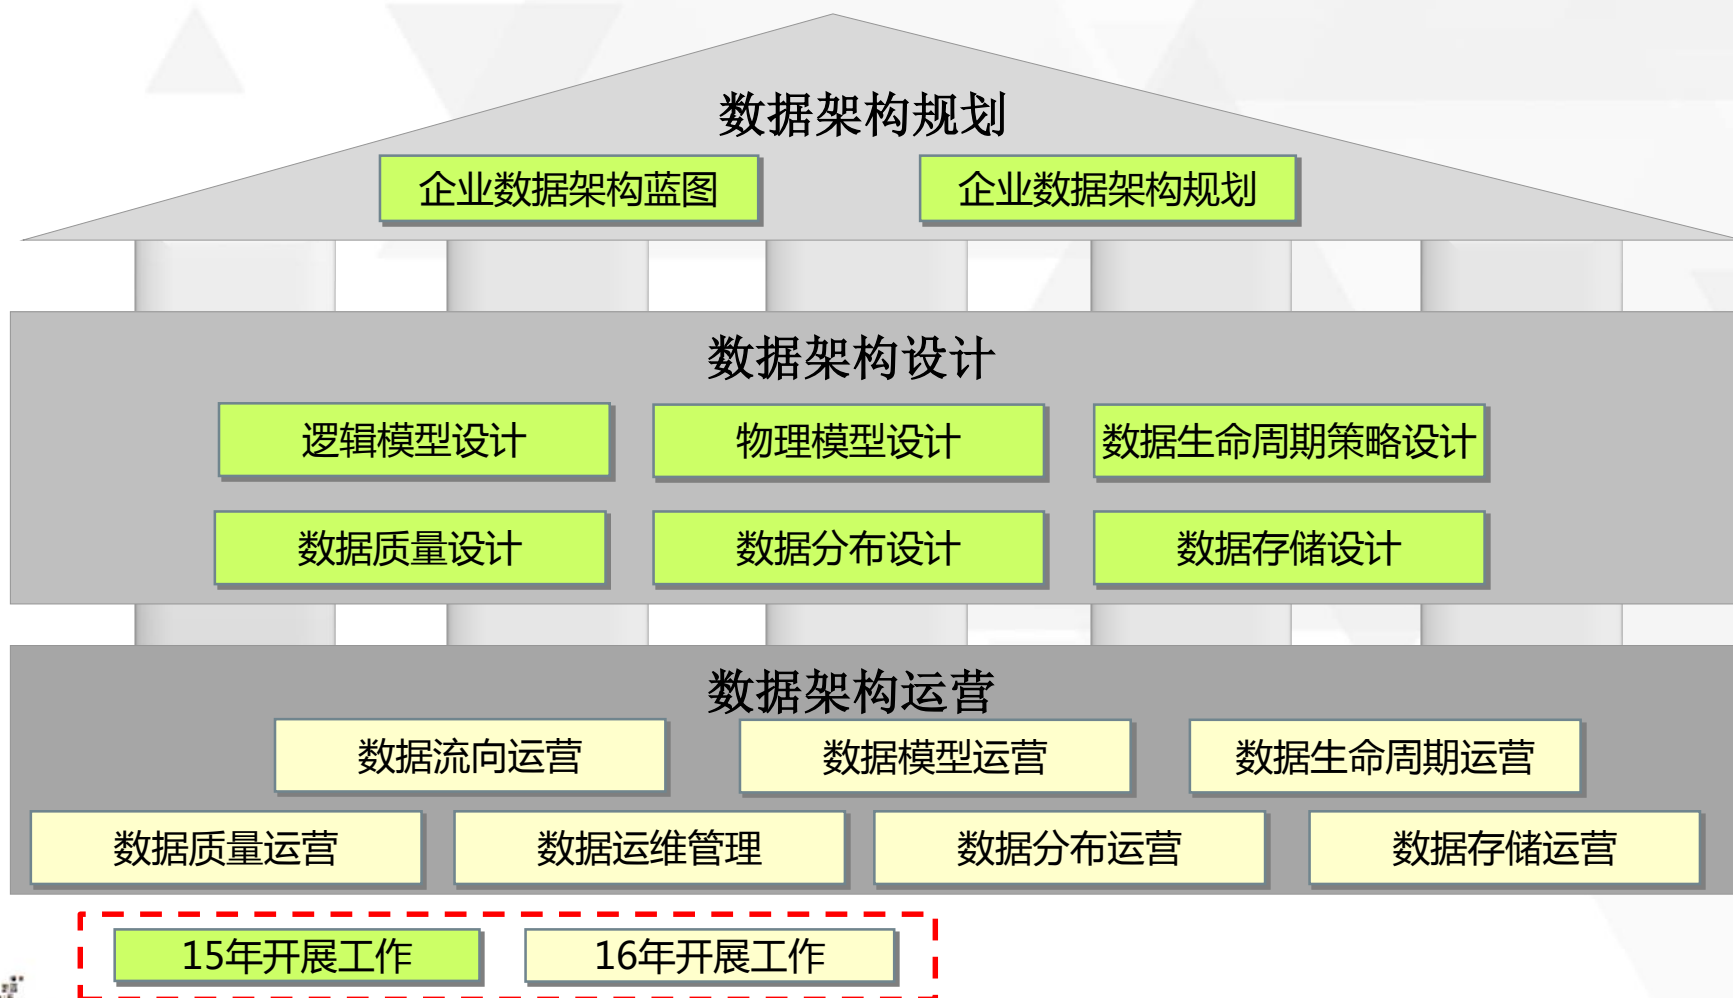 数据架构规划
企业数据架构蓝图 企业数据架构规划
数据架构设计
逻辑模型设计 物理模型设计 数据生命周期策略设计
数据质量设计 数据分布设计 数据存储设计
数据架构运营
数据流向运营 数据模型运营 数据生命周期运营
数据质量运营 数据运维管理 数据分布运营 数据存储运营
15年开展工作 16年开展工作